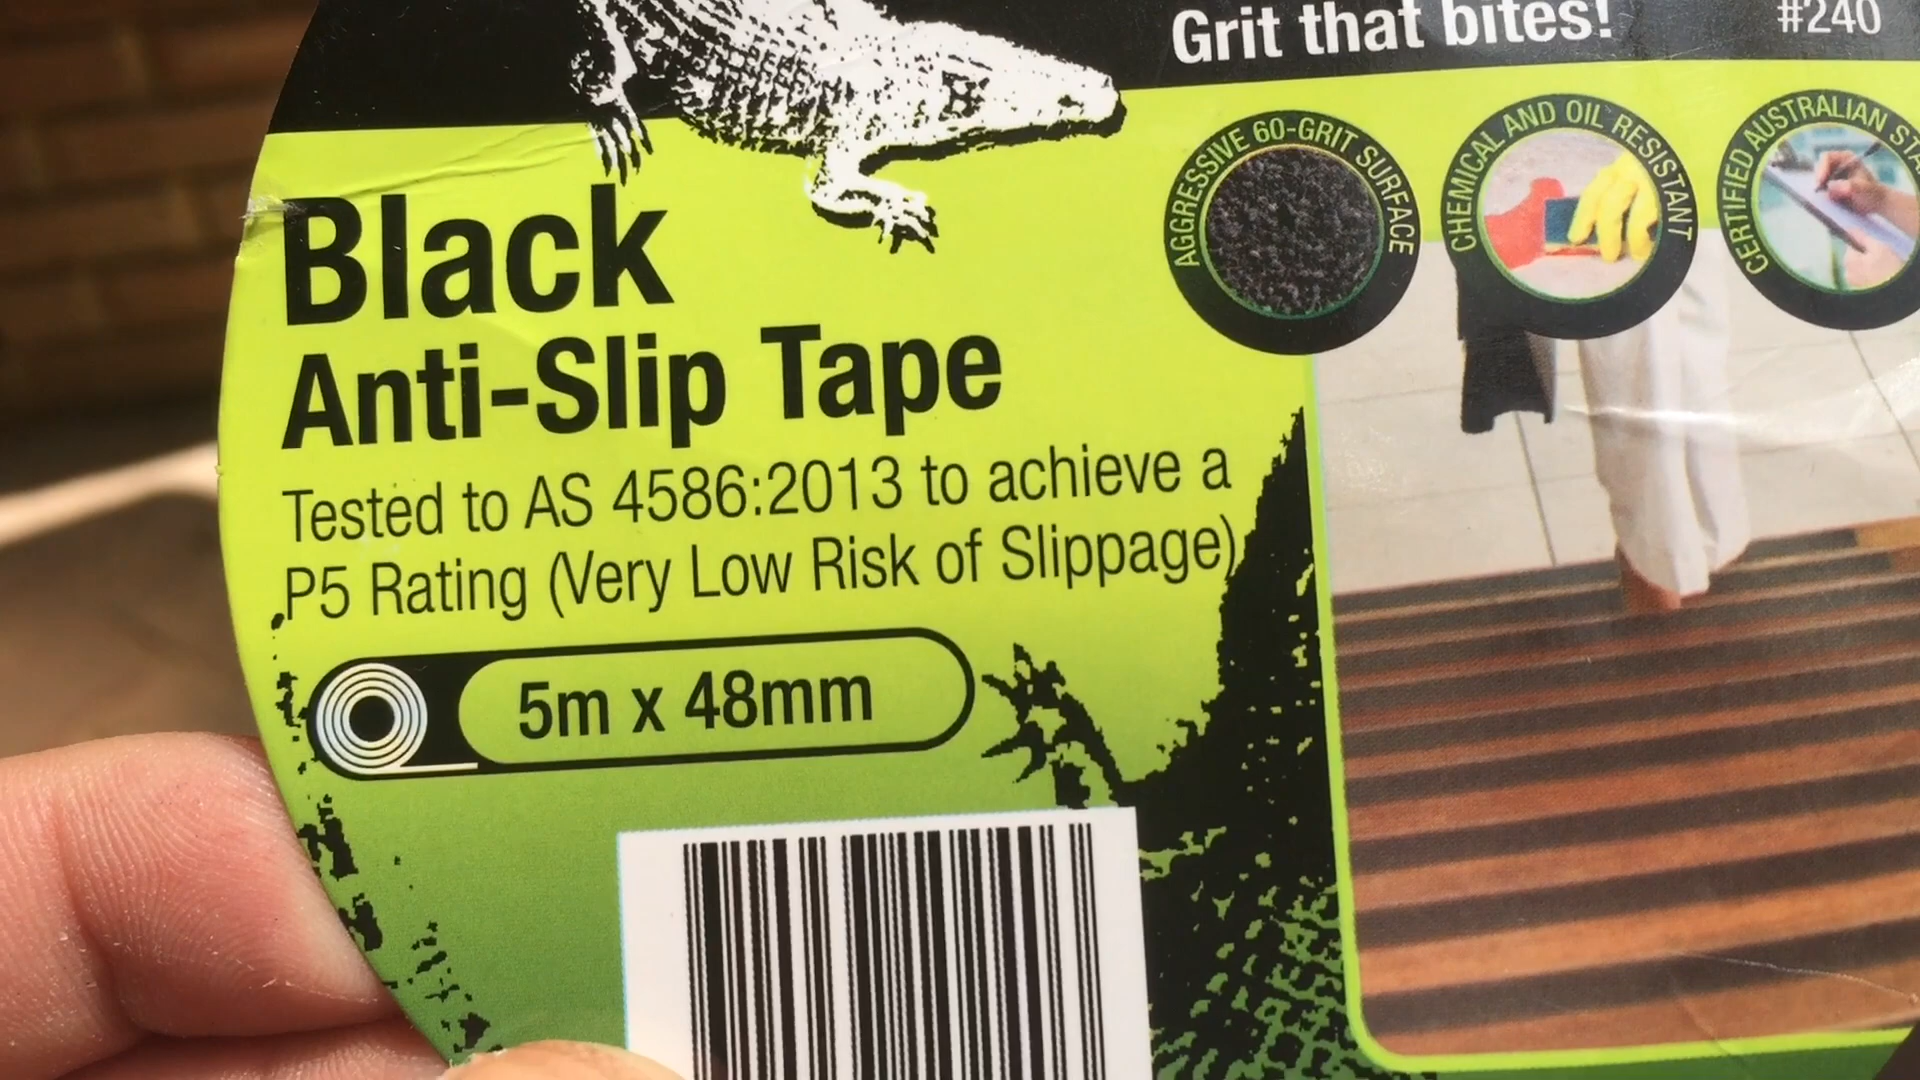 Grit that bites!
#240
AGGRESSIVE 60-GRIT SURFACE
CHEMICAL AND OIL RESISTANT
CERTIFIED AUSTRALIAN
Black
Anti-Slip Tape
Tested to AS 4586:2013 to achieve a
P5 Rating (Very Low Risk of Slippage)
5m x 48mm